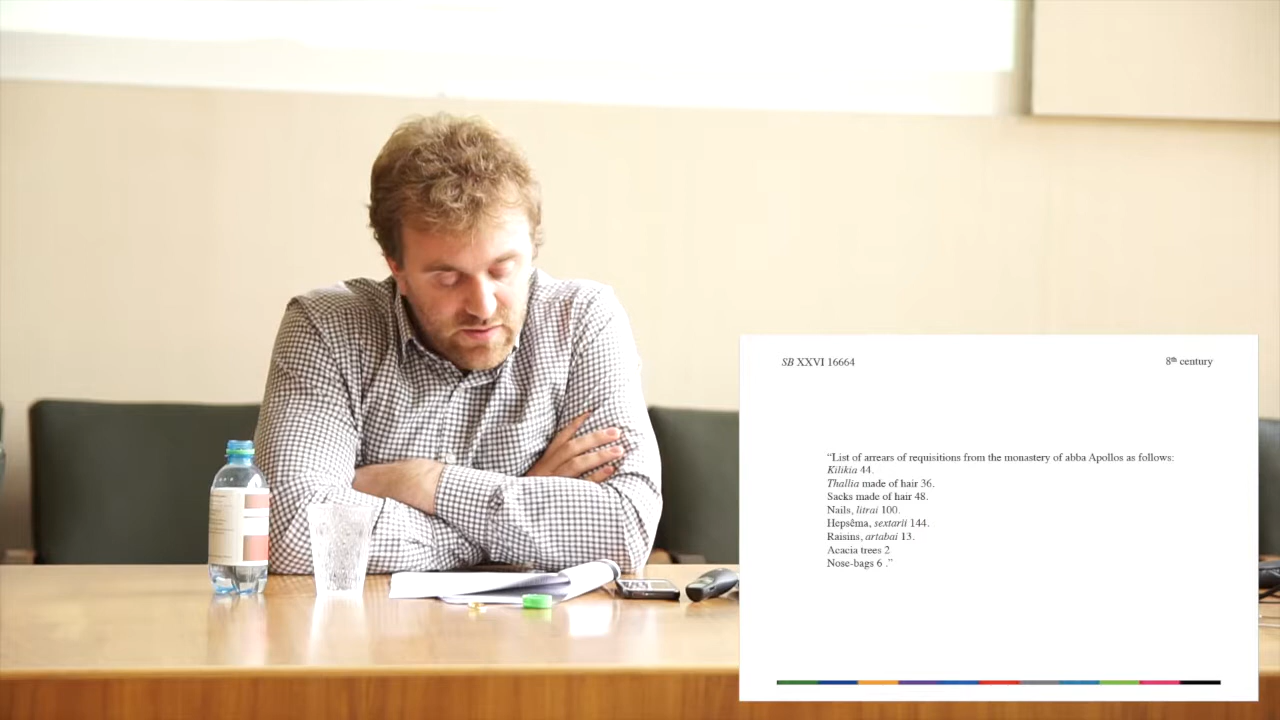 SB XXVI 16664
8th century
“List of arrears of requisitions from the monastery of abba Apollos as follows:
Kilikia 44.
Thallia made of hair 36.
Sacks made of hair 48.
Nails, litrai 100.
Hepsêma, sextarii 144.
Raisins, artabai 13.
Acacia trees 2
Nose-bags 6 .”